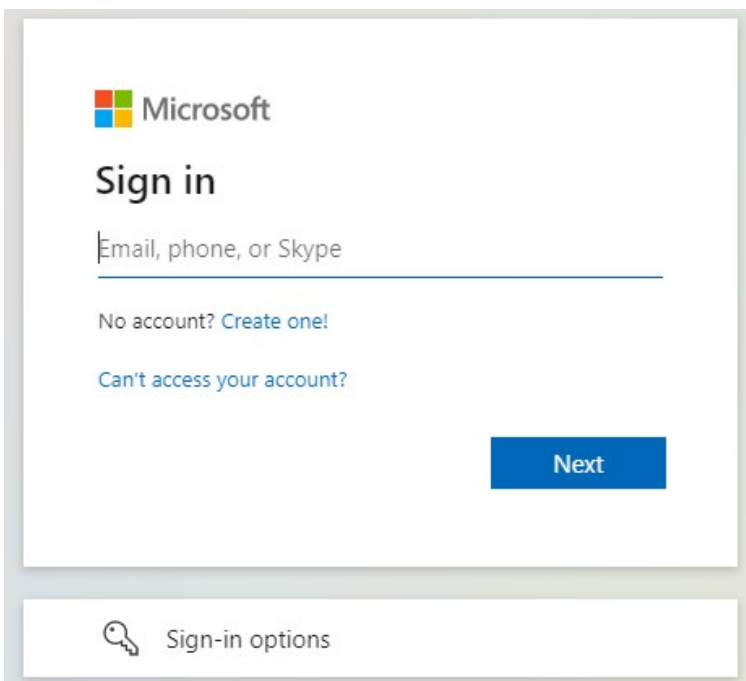 Microsoft
Sign in
Email, phone, or Skype
No account? Create one!
Can't access your account?
Next
Sign-in options